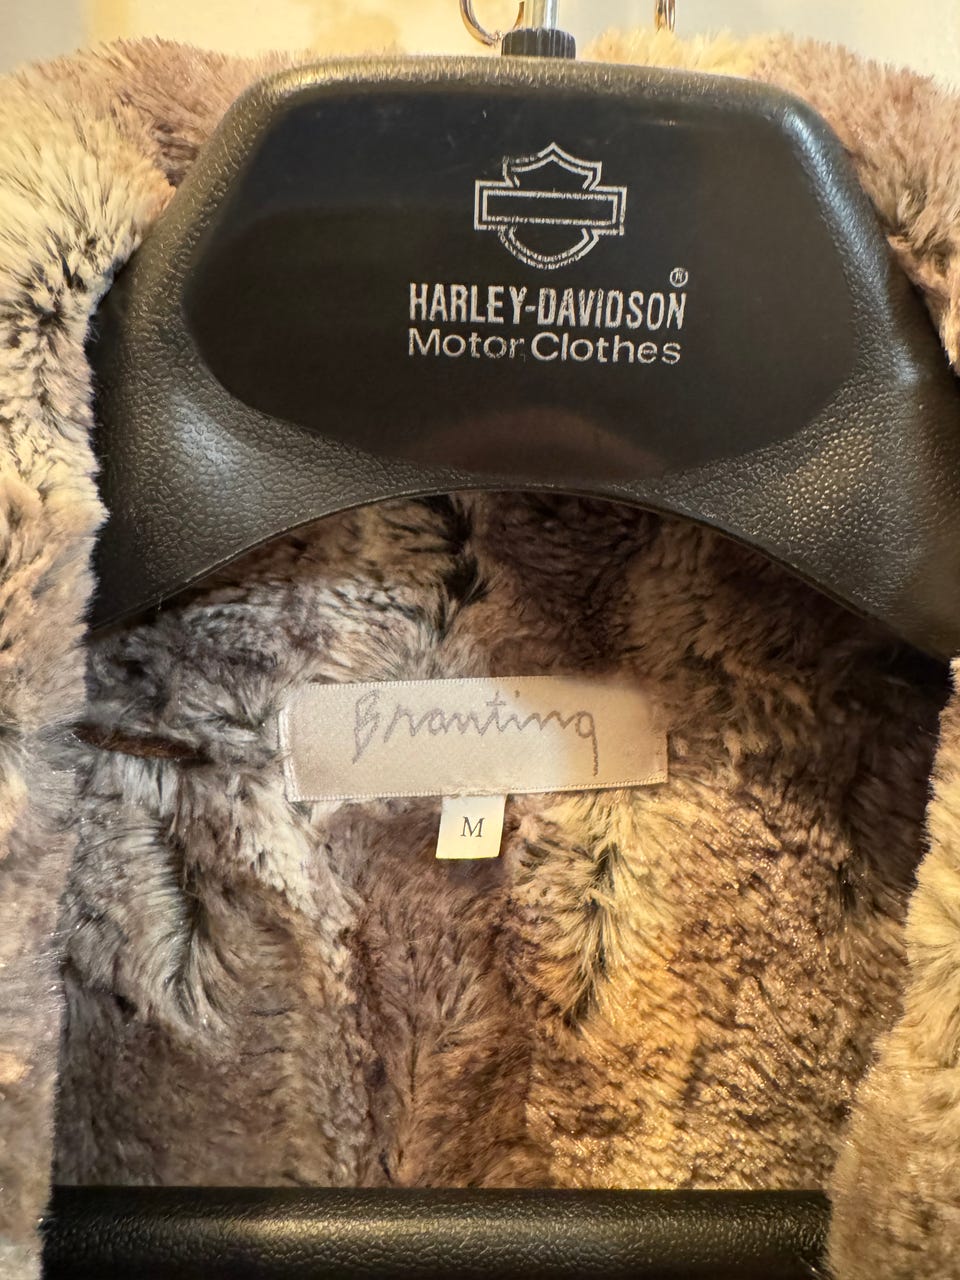 ®
HARLEY-DAVIDSON
Motor Clothes
Branting
M